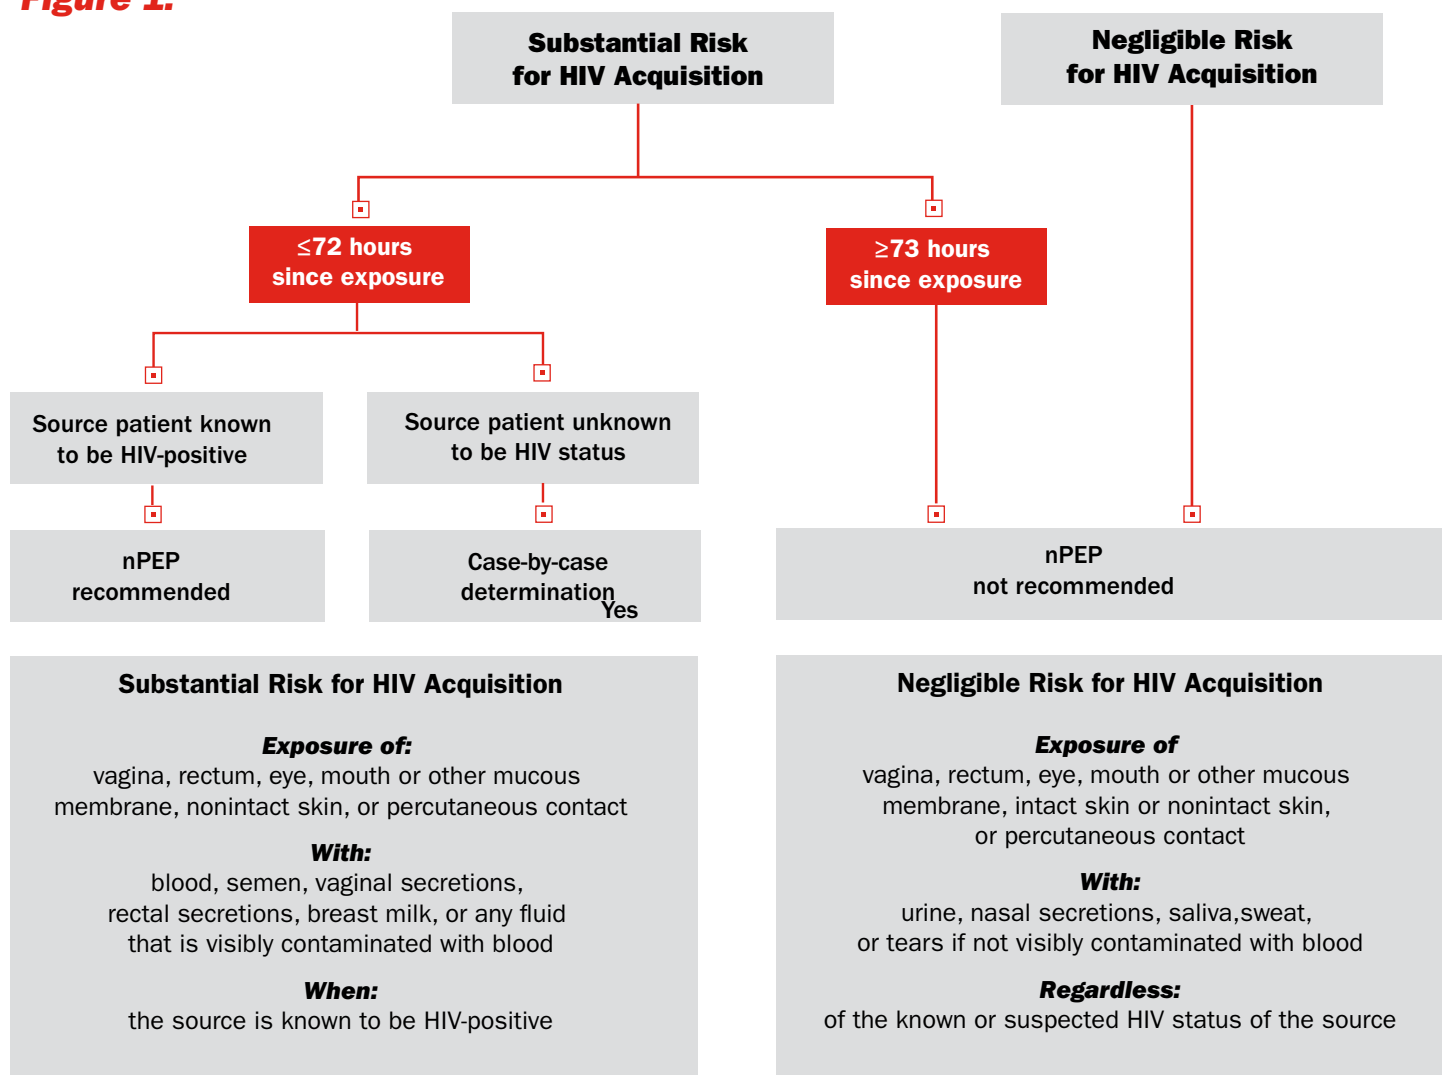 Figure 1.
Substantial Risk
for HIV Acquisition
Negligible Risk
for HIV Acquisition
≤72 hours
since exposure
≥73 hours
since exposure
Source patient known
to be HIV-positive
Source patient unknown
to be HIV status
nPEP
recommended
Case-by-case
determination
Yes
nPEP
not recommended
Substantial Risk for HIV Acquisition
Exposure of:
vagina, rectum, eye, mouth or other mucous
membrane, nonintact skin, or percutaneous contact
With:
blood, semen, vaginal secretions,
rectal secretions, breast milk, or any fluid
that is visibly contaminated with blood
When:
the source is known to be HIV-positive
Negligible Risk for HIV Acquisition
Exposure of
vagina, rectum, eye, mouth or other mucous
membrane, intact skin or nonintact skin,
or percutaneous contact
With:
urine, nasal secretions, saliva,sweat,
or tears if not visibly contaminated with blood
Regardless:
of the known or suspected HIV status of the source